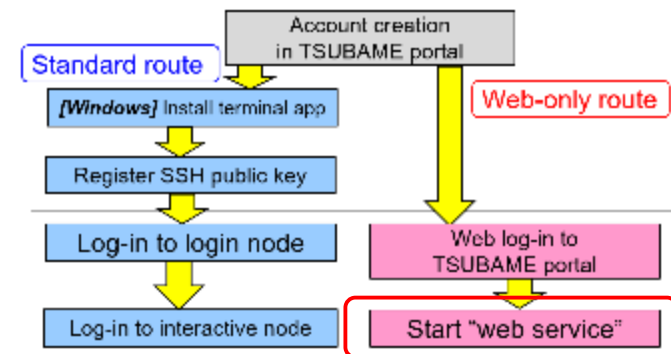 Account creation
in TSUBAME portal
Standard route
Web-only route
[Windows] Install terminal app
Register SSH public key
Log-in to login node
Web log-in to
TSUBAME portal
Log-in to interactive node
Start "web service"